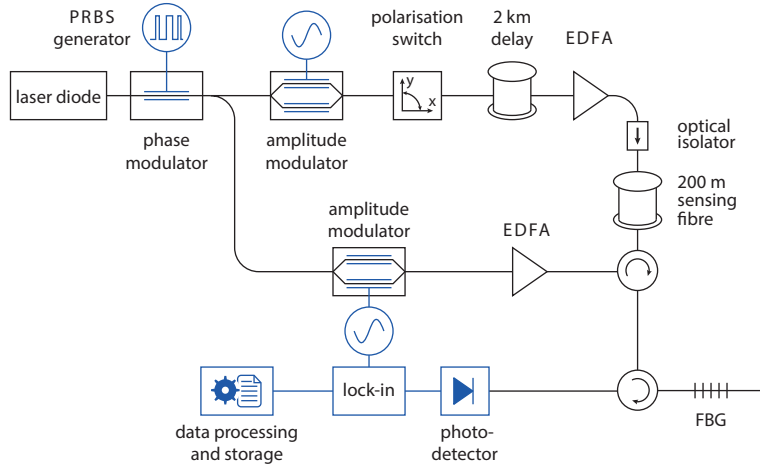 PRBS
generator
laser diode
phase
modulator
amplitude
modulator
polarisation
switch
y
x
2 km
delay
EDFA
optical
isolator
200 m
sensing
fibre
amplitude
modulator
EDFA
lock-in
data processing
and storage
photo-
detector
FBG